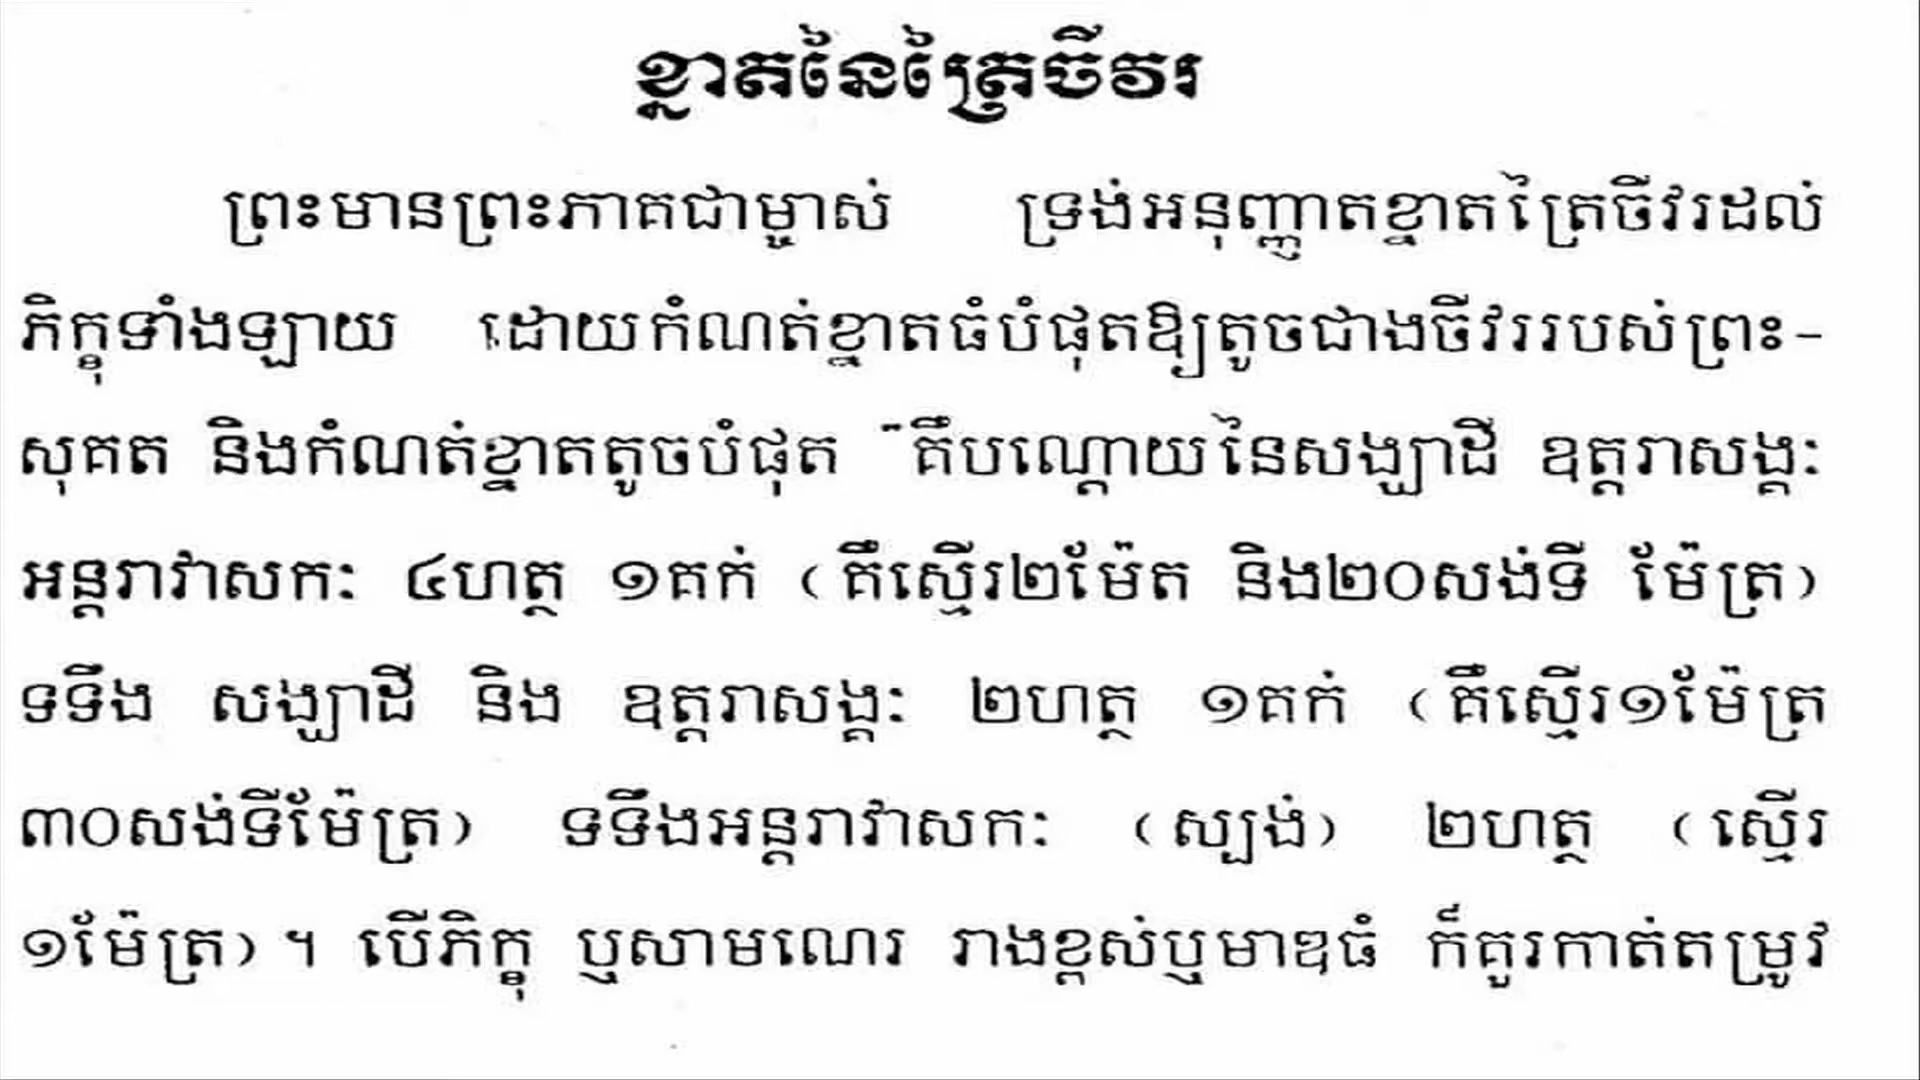 ខ្នាតនៃត្រៃចីវរ
ព្រះមានព្រះភាគជាម្ចាស់ ទ្រង់អនុញ្ញាតខ្នាតត្រៃចីវរដល់
ភិក្ខុទាំងឡាយ ដោយកំណត់ខ្នាតធំបំផុតឱ្យតូចជាងចីវររបស់ព្រះ-
សុគត និងកំណត់ខ្នាតតូចបំផុត "គឺបណ្តោយនៃសង្ឃាដី ឧត្តរាសង្គៈ
អន្តរាវាសកៈ ៤ហត្ថ ១គក់ (គឺស្មើរ២ម៉ែត និង២០សង់ទី ម៉ែត្រ)
ទទឹង សង្ឃាដី និង ឧត្តរាសង្គៈ ២ហត្ថ ១គក់ (គឺស្មើរ១ម៉ែត្រ
៣០សង់ទីម៉ែត្រ) ទទឹងអន្តរាវាសកៈ (ស្បង់) ២ហត្ថ (ស្មើរ
១ម៉ែត្រ)។ បើភិក្ខុ ឬសាមណេរ រាងខ្ពស់ឬមាឌធំ ក៏គួរកាត់តម្រូវ